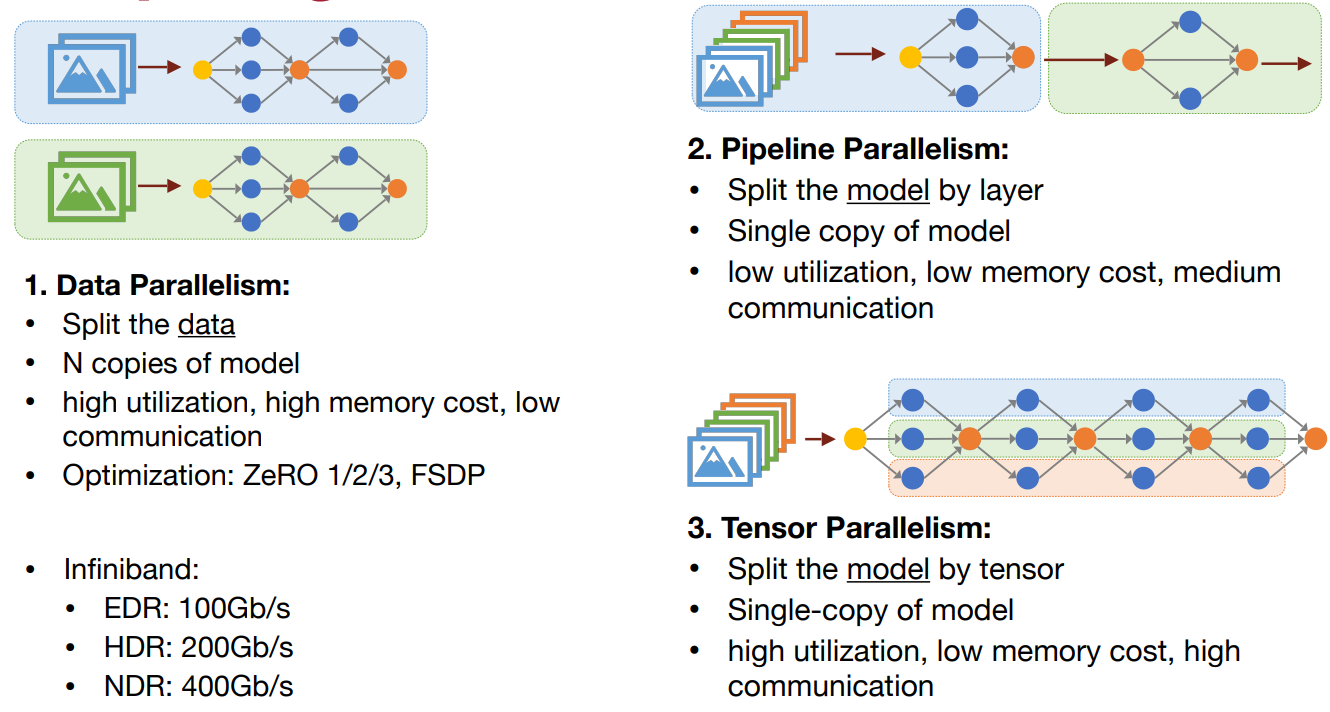 1. Data Parallelism:
• Split the data
• N copies of model
• high utilization, high memory cost, low
communication
• Optimization: ZeRO 1/2/3, FSDP
• Infiniband:
• EDR: 100Gb/s
• HDR: 200Gb/s
• NDR: 400Gb/s
2. Pipeline Parallelism:
• Split the model by layer
• Single copy of model
• low utilization, low memory cost, medium
communication
3. Tensor Parallelism:
• Split the model by tensor
• Single-copy of model
• high utilization, low memory cost, high
communication